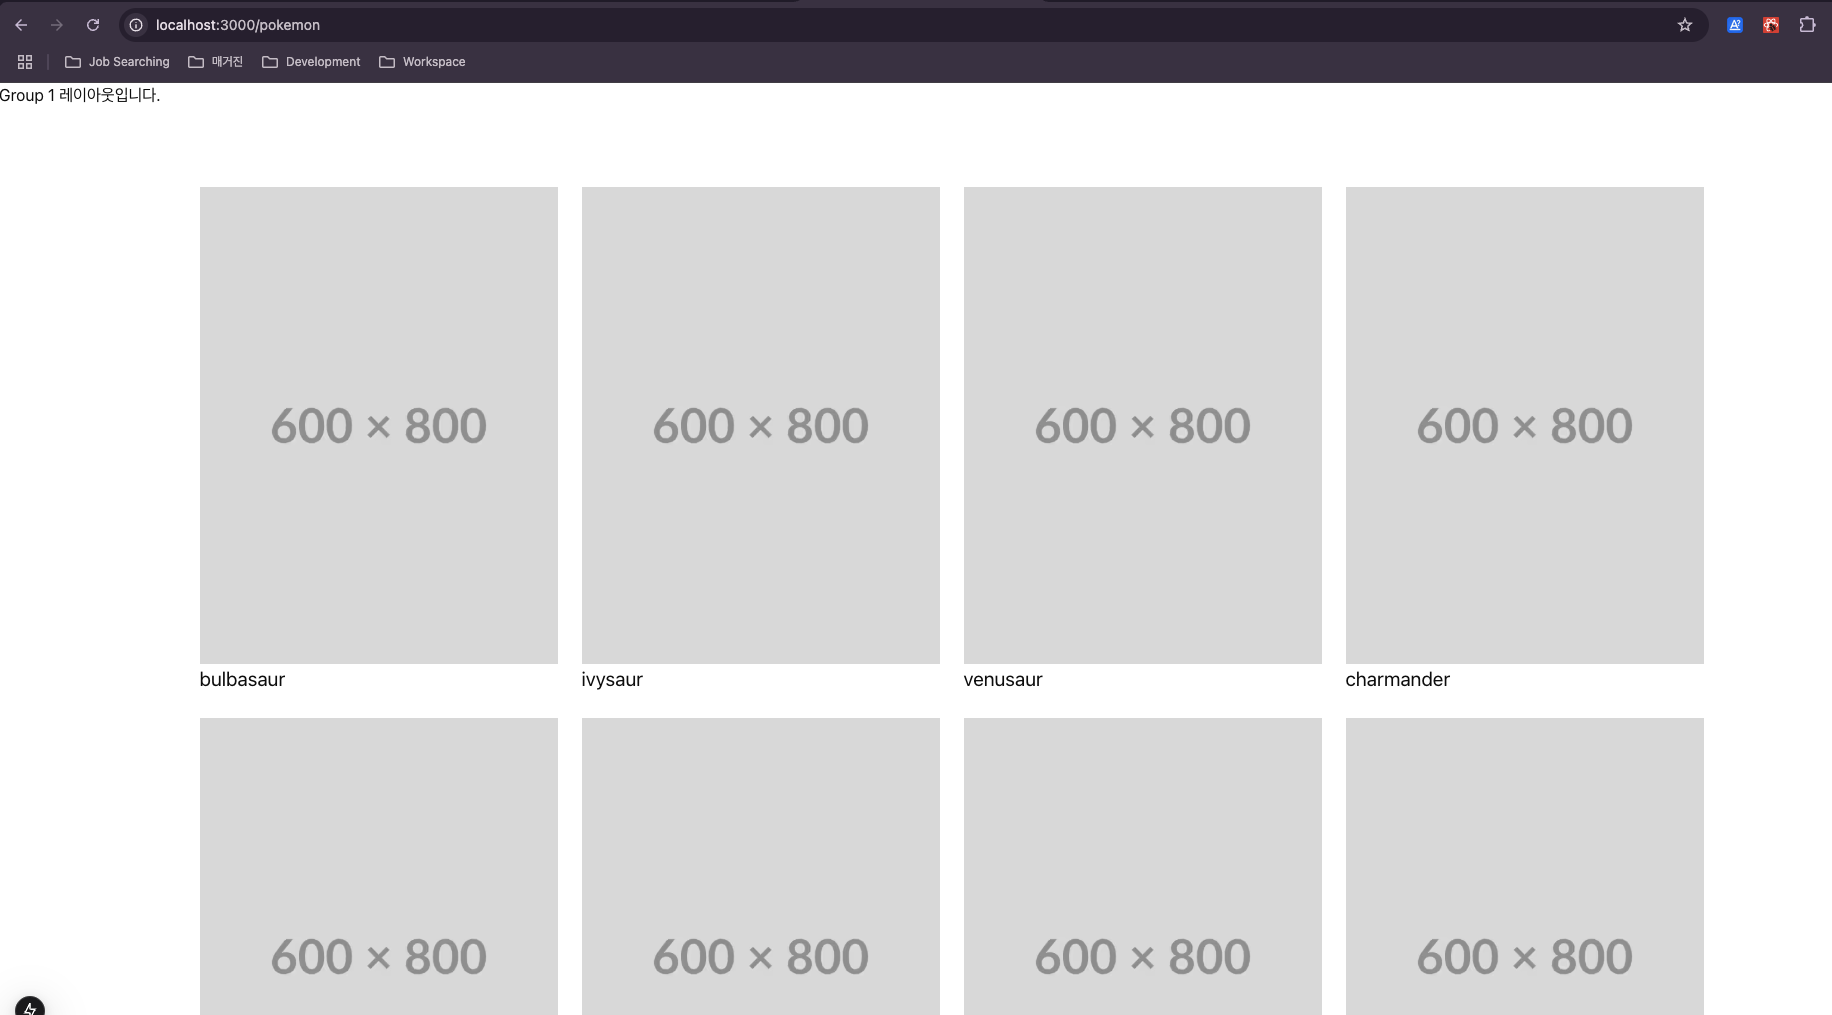 localhost:3000/pokemon
Job Searching 매거진 Development Workspace
Group 1 레이아웃입니다.
600 × 800 600 × 800 600 × 800 600 × 800
bulbasaur ivysaur venusaur charmander
600 × 800 600 × 800 600 × 800 600 × 800